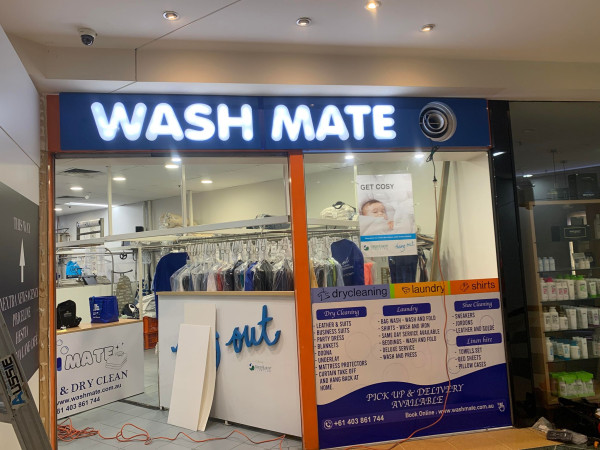 WASH MATE
GET COSY
THIS WAY
drycleaning
laundry
shirts
Dry Cleaning
LEATHER & SUITS
BUSINESS SUITS
PARTY DRESS
BLANKETS
DOONA
UNDERLAY
MATTRESS PROTECTORS
CURTAIN TAKE OFF
AND HANG BACK AT
HOME.
Laundry
BAG WASH - WASH AND FOLD
SHIRTS - WASH AND IRON
SAME DAY SERVICE AVAILABLE
BEDDINGS - WASH AND FOLD
DELUXE SERVICE
WASH AND PRESS
Shoe Cleaning
SNEAKERS
JORDONS
LEATHER AND SUEDE
Linen hire
TOWELS SET
BED SHEETS
PILLOW CASES
PICK UP & DELIVERY
AVAILABLE
+61 403 861 744
Book Online : www.washmate.com.au
MATE
& DRY CLEAN
www.washmate.com.au
+61 403 861 744
out
AUSSIE